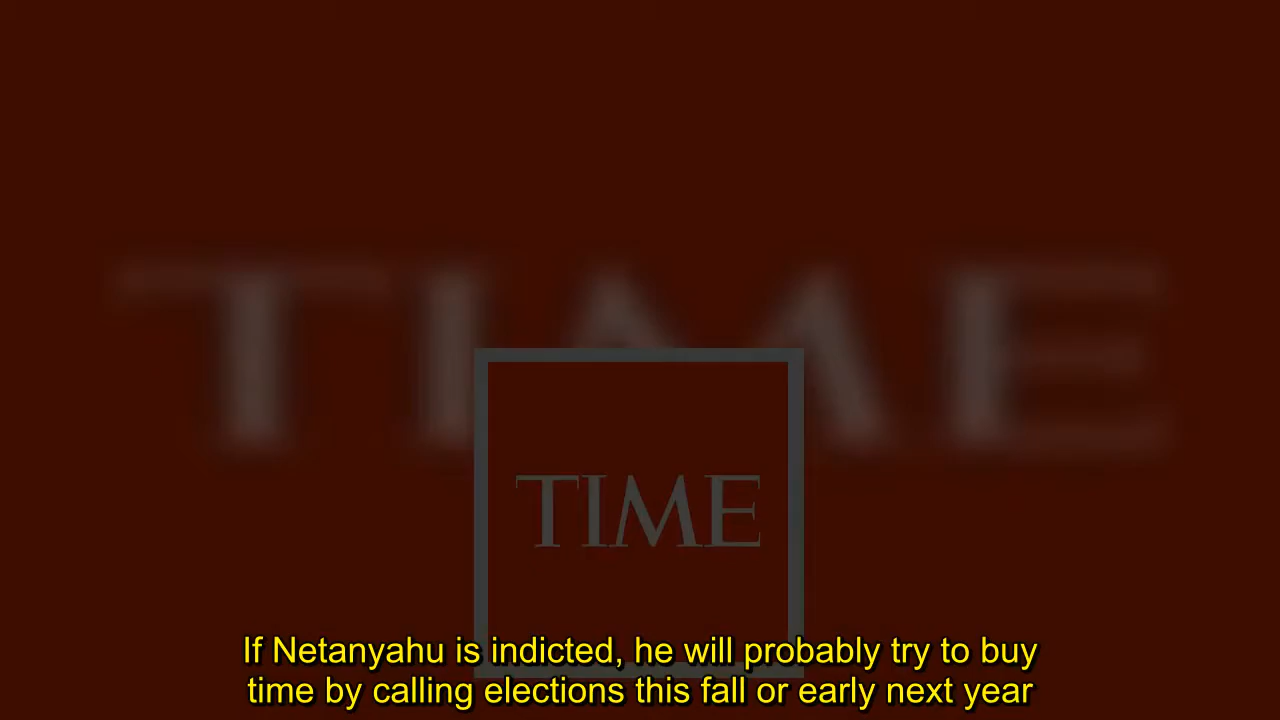 TIME
TIME
If Netanyahu is indicted, he will probably try to buy
time by calling elections this fall or early next year